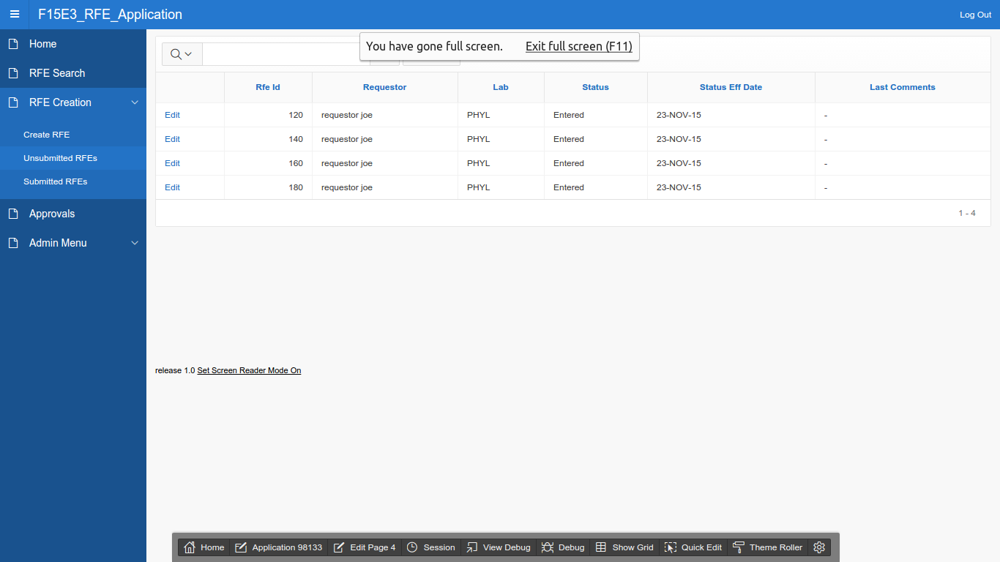 F15E3_RFE_Application
Log Out
Home
RFE Search
RFE Creation
Create RFE
Unsubmitted RFEs
Submitted RFEs
Approvals
Admin Menu
You have gone full screen. Exit full screen (F11)
Rfe Id Requestor Lab Status Status Eff Date Last Comments
Edit 120 requestor joe PHYL Entered 23-NOV-15 -
Edit 140 requestor joe PHYL Entered 23-NOV-15 -
Edit 160 requestor joe PHYL Entered 23-NOV-15 -
Edit 180 requestor joe PHYL Entered 23-NOV-15 -
1 - 4
release 1.0 Set Screen Reader Mode On
Home Application 98133 Edit Page 4 Session View Debug Debug Show Grid Quick Edit Theme Roller